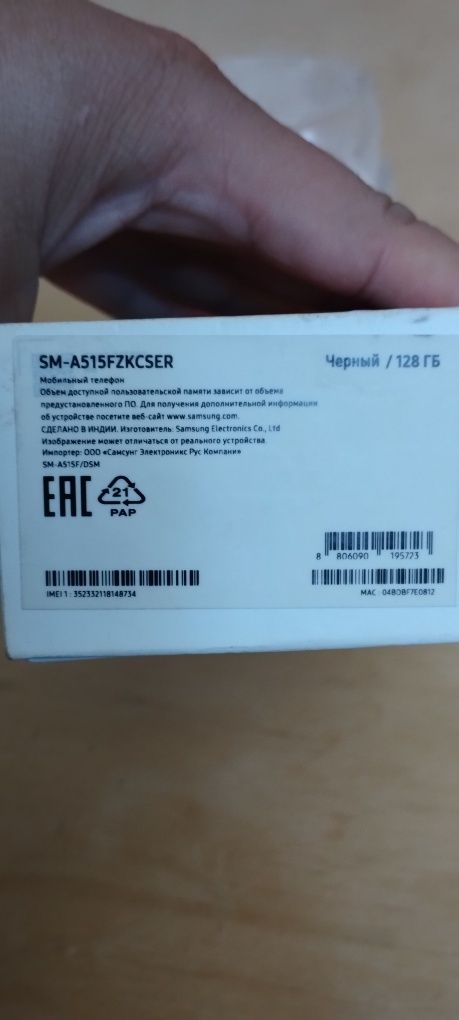 SM-A515FZKCSER
Черный / 128 ГБ
Мобильный телефон
Объем доступной пользовательской памяти зависит от объема
предустановленного ПО. Для получения дополнительной информации
об устройстве посетите веб-сайт www.samsung.com.
СДЕЛАНО В ИНДИИ. Изготовитель: Samsung Electronics Co., Ltd
Изображение может отличаться от реального устройства.
Импортер: ООО «Самсунг Электроникс Рус Компани»
SM-A515F/DSM
EAC
21
PAP
8 806090 195723
IMEI 1 : 352332118148734
MAC : 04BDBF7E0812